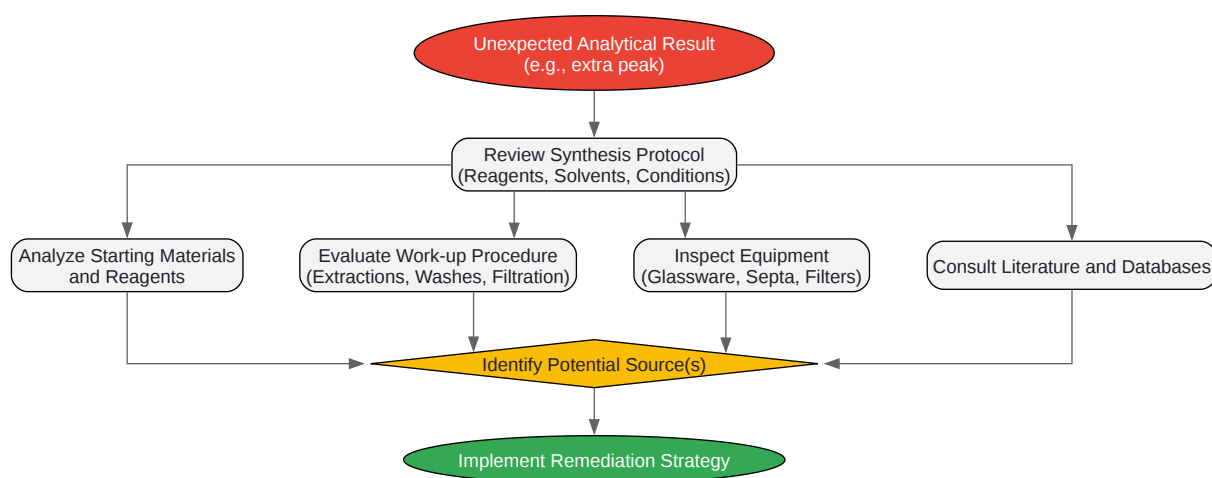 Unexpected Analytical Result
(e.g., extra peak)
Review Synthesis Protocol
(Reagents, Solvents, Conditions)
Analyze Starting Materials
and Reagents
Evaluate Work-up Procedure
(Extractions, Washes, Filtration)
Inspect Equipment
(Glassware, Septa, Filters)
Consult Literature and Databases
Identify Potential Source(s)
Implement Remediation Strategy